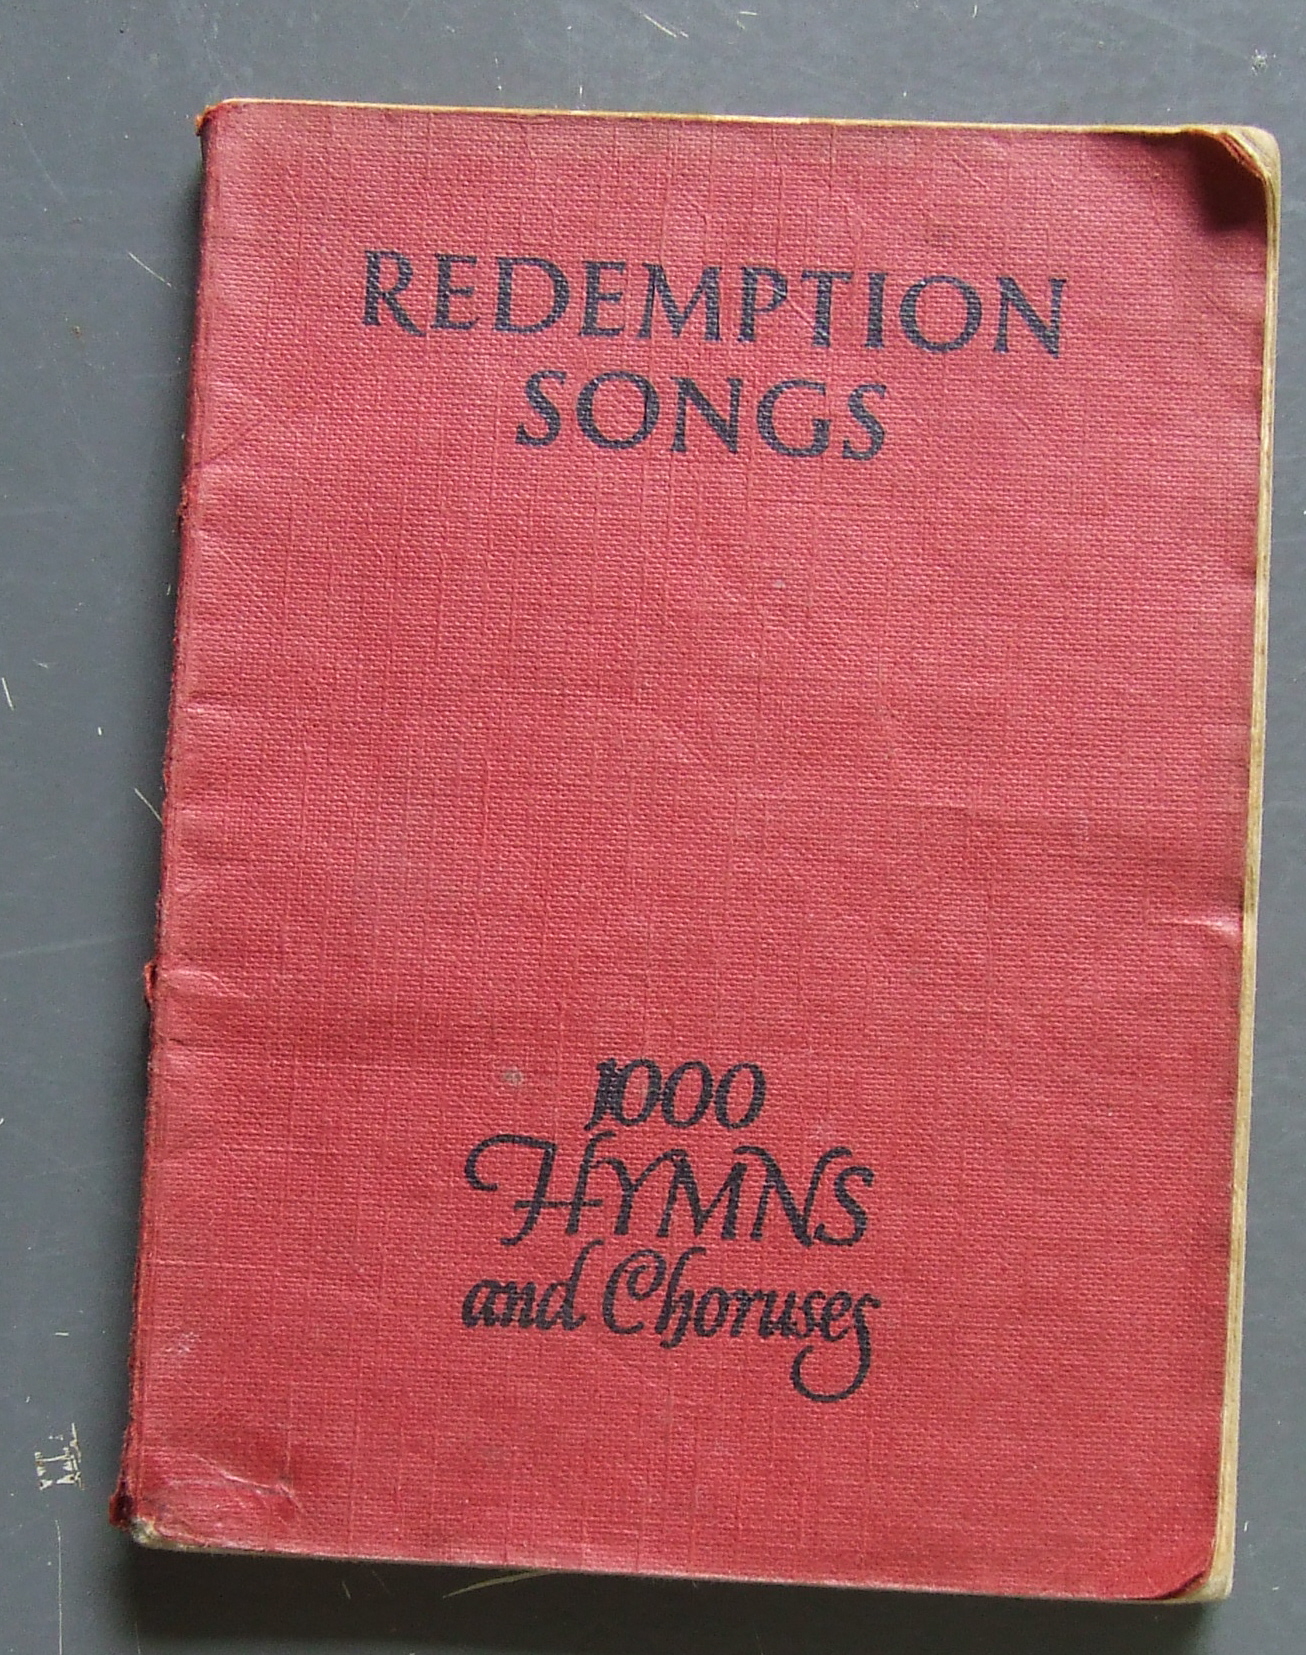 REDEMPTION
SONGS
1000
HYMNS
and Choruses